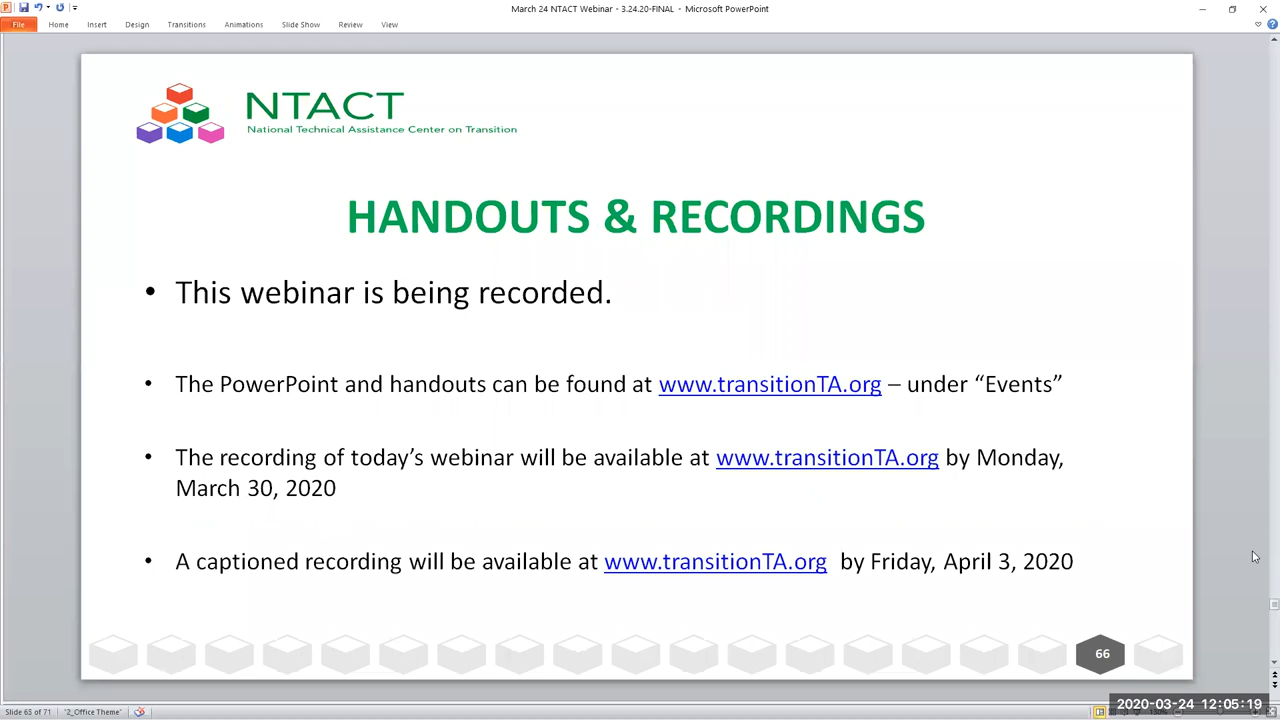 March 24 NTACT Webinar - 3.24.20-FINAL - Microsoft PowerPoint
File Home Insert Design Transitions Animations Slide Show Review View
NTACT
National Technical Assistance Center on Transition
HANDOUTS & RECORDINGS
• This webinar is being recorded.
• The PowerPoint and handouts can be found at www.transitionTA.org – under “Events”
• The recording of today’s webinar will be available at www.transitionTA.org by Monday,
March 30, 2020
• A captioned recording will be available at www.transitionTA.org by Friday, April 3, 2020
66
2020-03-24 12:05:19
Slide 65 of 71 "2_Office Theme"